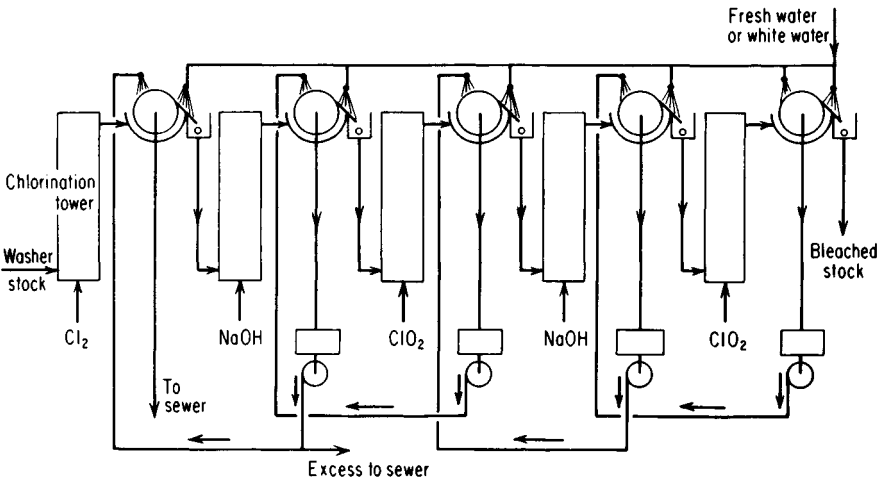 Fresh water
or white water
Chlorination
tower
Washer
stock
Cl₂
NaOH
ClO₂
NaOH
ClO₂
Bleached
stock
To
sewer
Excess to sewer